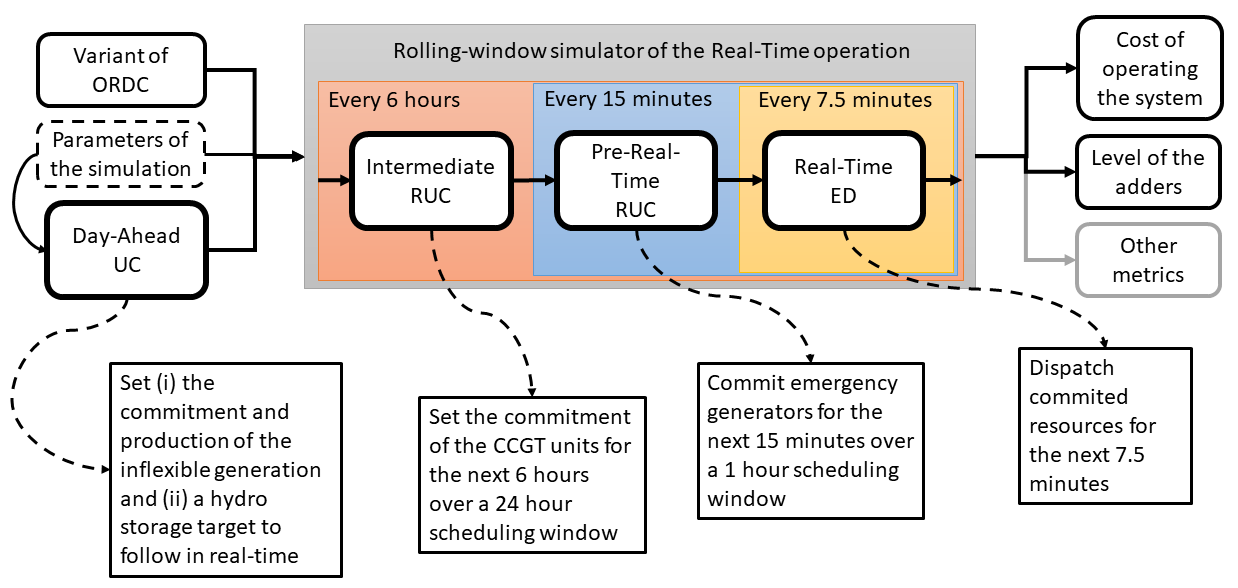 Variant of
ORDC
Parameters of
the simulation
Day-Ahead
UC
Rolling-window simulator of the Real-Time operation
Every 6 hours
Every 15 minutes
Every 7.5 minutes
Intermediate
RUC
Pre-Real-
Time
RUC
Real-Time
ED
Cost of
operating
the system
Level of the
adders
Other
metrics
Set (i) the
commitment and
production of the
inflexible generation
and (ii) a hydro
storage target to
follow in real-time
Set the commitment
of the CCGT units for
the next 6 hours
over a 24 hour
scheduling window
Commit emergency
generators for the
next 15 minutes over
a 1 hour scheduling
window
Dispatch
commited
resources for
the next 7.5
minutes